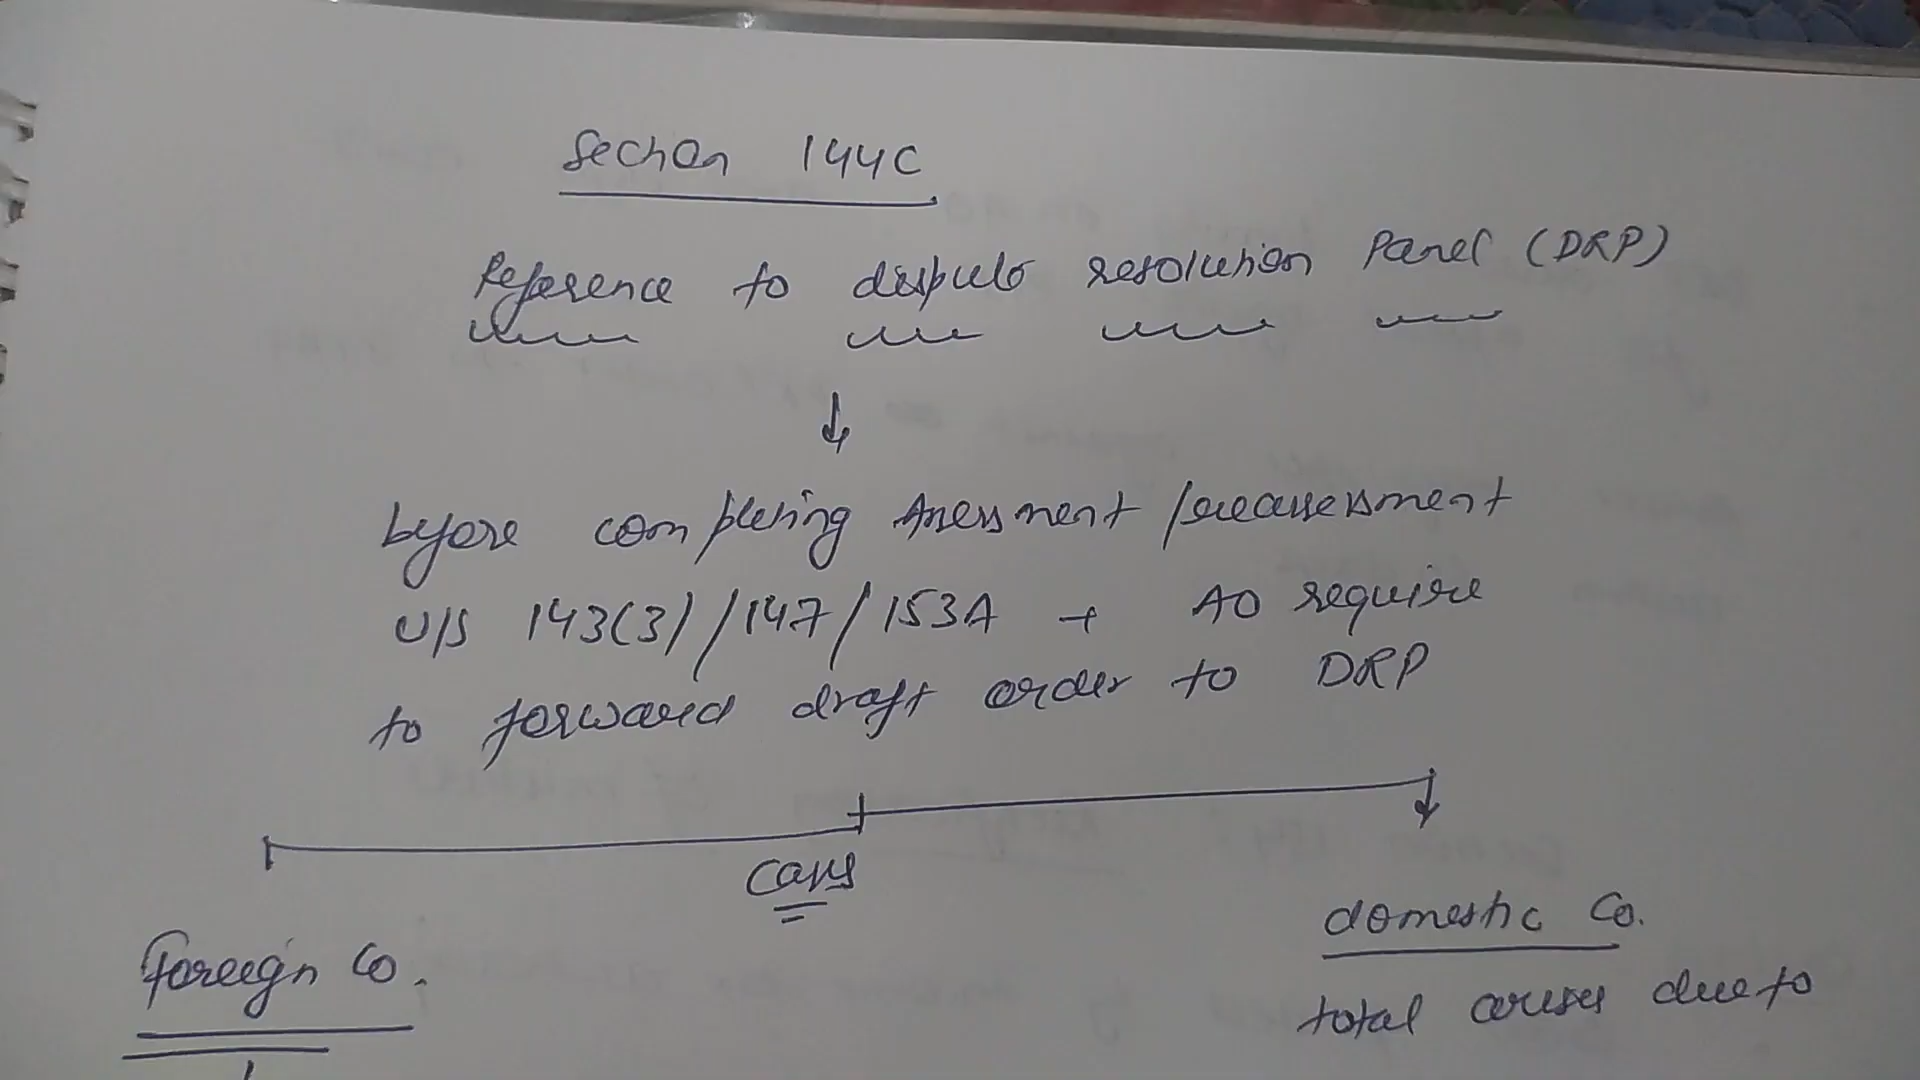 Section 144C
Reference to dispute resolution Panel (DRP)
before completing Assessment / reassessment
U/S 143(3) / 147 / 153A → AO require
to forward draft order to DRP
Cases
Foreign Co.
domestic Co.
total arises due to